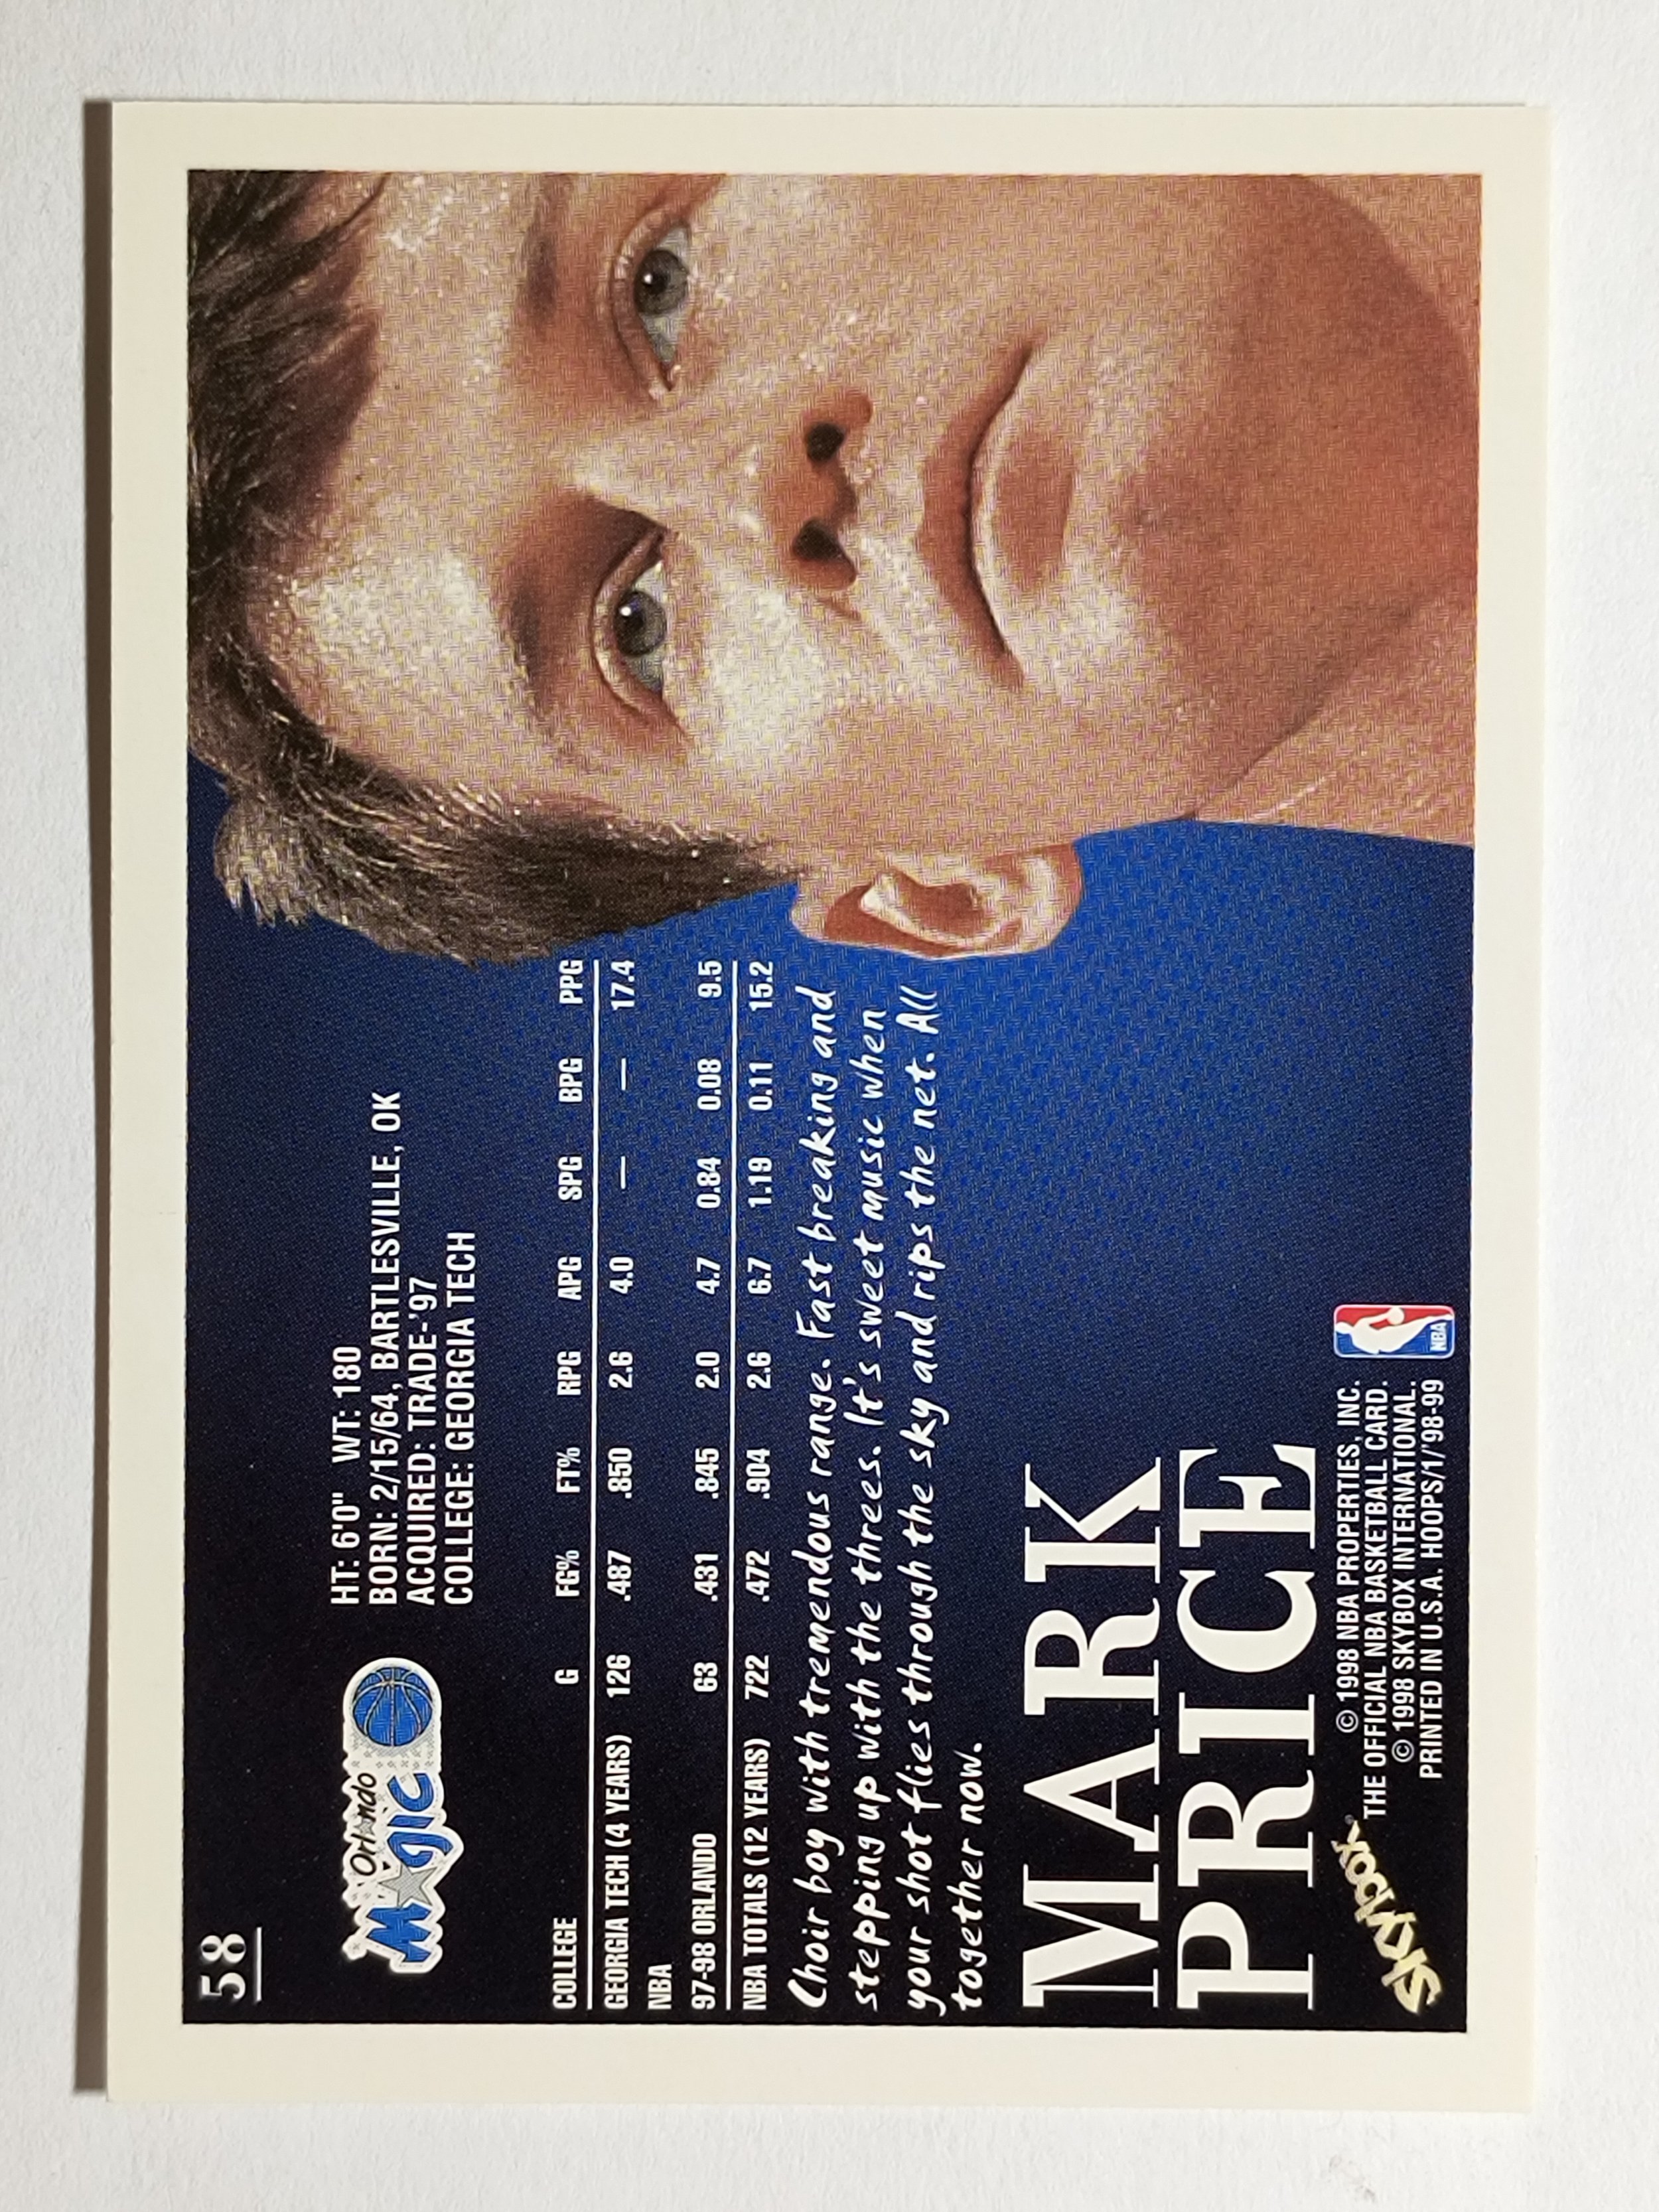 58
Orlando
Magic
HT: 6'0" WT: 180
BORN: 2/15/64, BARTLESVILLE, OK
ACQUIRED: TRADE-'97
COLLEGE: GEORGIA TECH
COLLEGE G FG% FT% RPG APG SPG BPG PPG
GEORGIA TECH (4 YEARS) 126 .487 .850 2.6 4.0 — — 17.4
NBA
97-98 ORLANDO 63 .431 .845 2.0 4.7 0.84 0.08 9.5
NBA TOTALS (12 YEARS) 722 .472 .904 2.6 6.7 1.19 0.11 15.2
Choir boy with tremendous range. Fast breaking and
stepping up with the threes. It's sweet music when
your shot flies through the sky and rips the net. All
together now.
MARK
PRICE
SKYBOX
© 1998 NBA PROPERTIES, INC.
THE OFFICIAL NBA BASKETBALL CARD.
© 1998 SKYBOX INTERNATIONAL.
PRINTED IN U.S.A. HOOPS/1/'98-99
NBA